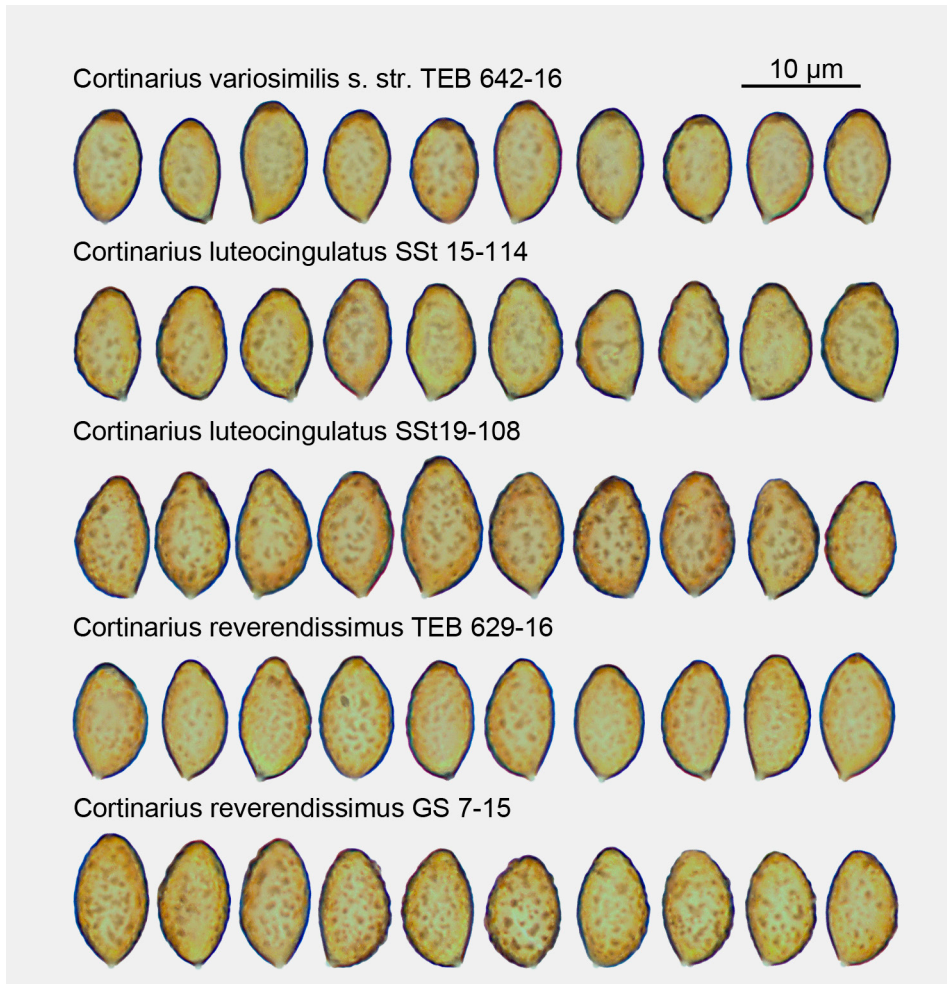 Cortinarius variosimilis s. str. TEB 642-16
10 µm
Cortinarius luteocingulatus SSt 15-114
Cortinarius luteocingulatus SSt19-108
Cortinarius reverendissimus TEB 629-16
Cortinarius reverendissimus GS 7-15